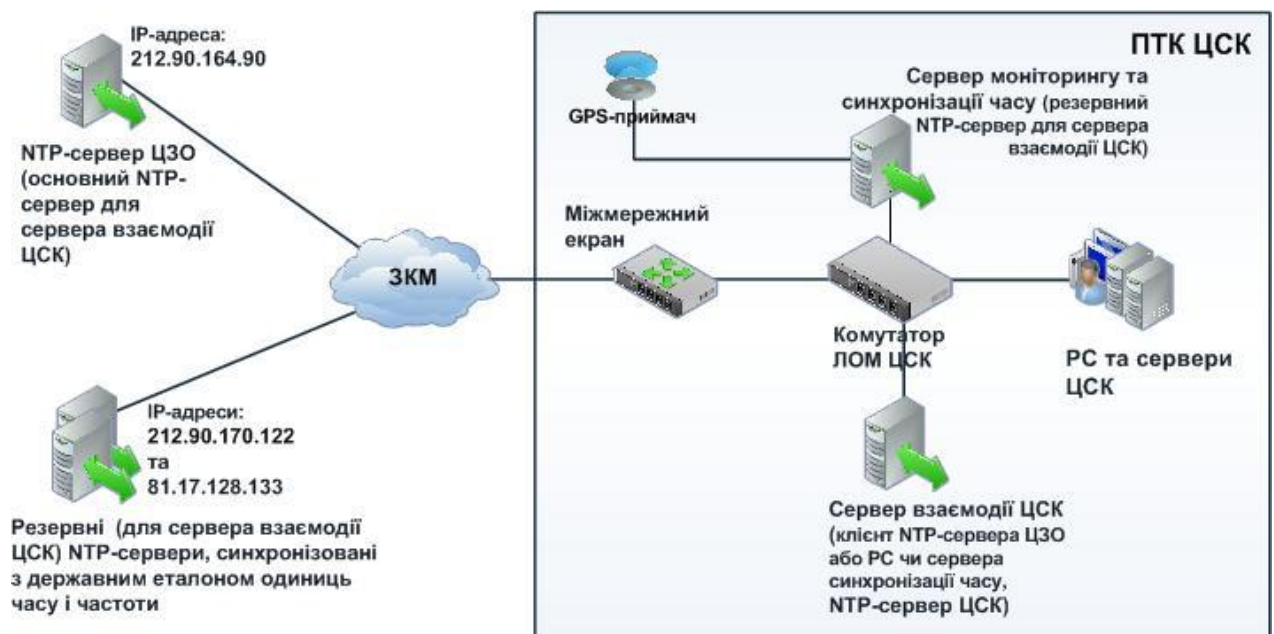 IP-адреса:
212.90.164.90
NTP-сервер ЦЗО
(основний NTP-
сервер для
сервера взаємодії
ЦСК)
ЗКМ
IP-адреси:
212.90.170.122
та
81.17.128.133
Резервні (для сервера взаємодії
ЦСК) NTP-сервери, синхронізовані
з державним еталоном одиниць
часу і частоти
ПТК ЦСК
GPS-приймач
Сервер моніторингу та
синхронізації часу (резервний
NTP-сервер для сервера
взаємодії ЦСК)
Міжмережний
екран
Комутатор
ЛОМ ЦСК
РС та сервери
ЦСК
Сервер взаємодії ЦСК
(клієнт NTP-сервера ЦЗО
або РС чи сервера
синхронізації часу,
NTP-сервер ЦСК)